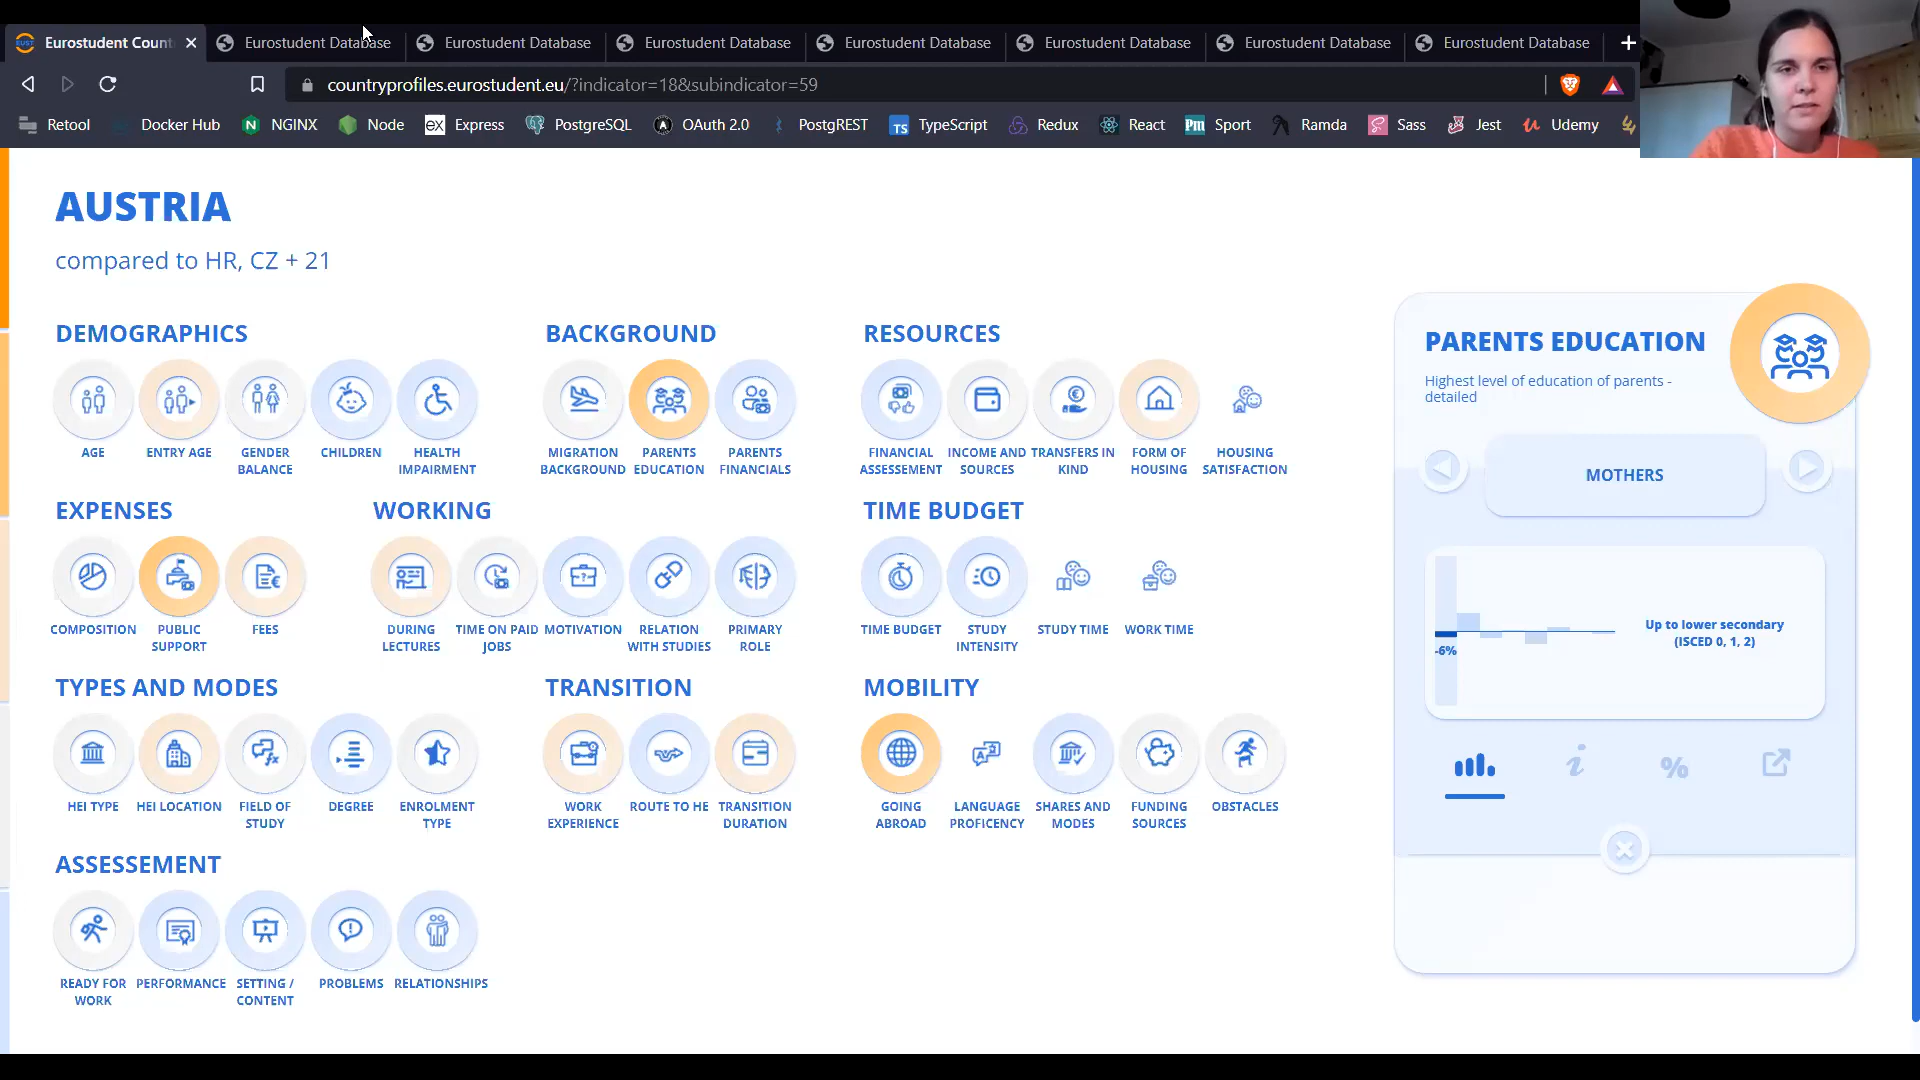 Eurostudent Count
Eurostudent Database
Eurostudent Database
Eurostudent Database
Eurostudent Database
Eurostudent Database
Eurostudent Database
Eurostudent Database
countryprofiles.eurostudent.eu/?indicator=18&subindicator=59
Retool
Docker Hub
NGINX
Node
ex Express
PostgreSQL
A OAuth 2.0
PostgREST
TS TypeScript
Redux
React
Pm Sport
Ramda
Sass
Jest
Udemy
AUSTRIA
compared to HR, CZ + 21
DEMOGRAPHICS
AGE
ENTRY AGE
GENDER
BALANCE
CHILDREN
HEALTH
IMPAIRMENT
BACKGROUND
MIGRATION
BACKGROUND
PARENTS
EDUCATION
PARENTS
FINANCIALS
RESOURCES
FINANCIAL
ASSESSEMENT
INCOME AND
SOURCES
TRANSFERS IN
KIND
FORM OF
HOUSING
HOUSING
SATISFACTION
EXPENSES
COMPOSITION
PUBLIC
SUPPORT
FEES
WORKING
DURING
LECTURES
TIME ON PAID
JOBS
MOTIVATION
RELATION
WITH STUDIES
PRIMARY
ROLE
TIME BUDGET
TIME BUDGET
STUDY
INTENSITY
STUDY TIME
WORK TIME
TYPES AND MODES
HEI TYPE
HEI LOCATION
FIELD OF
STUDY
DEGREE
ENROLMENT
TYPE
TRANSITION
WORK
EXPERIENCE
ROUTE TO HE
TRANSITION
DURATION
MOBILITY
GOING
ABROAD
LANGUAGE
PROFICENCY
SHARES AND
MODES
FUNDING
SOURCES
OBSTACLES
ASSESSEMENT
READY FOR
WORK
PERFORMANCE
SETTING /
CONTENT
PROBLEMS
RELATIONSHIPS
PARENTS EDUCATION
Highest level of education of parents -
detailed
MOTHERS
-6%
Up to lower secondary
(ISCED 0, 1, 2)
i
%